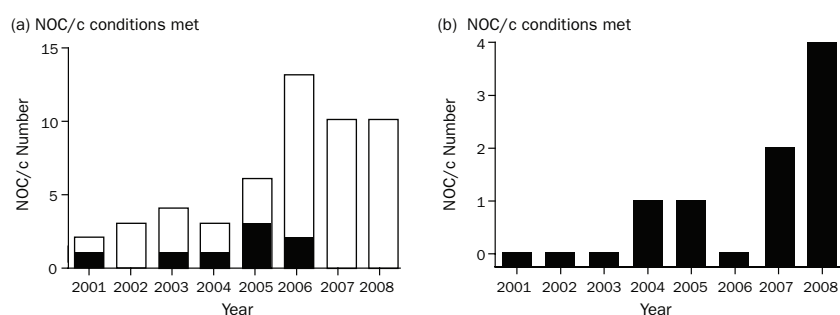 (a) NOC/c conditions met
15
10
5
0
NOC/c Number
2001 2002 2003 2004 2005 2006 2007 2008
Year
(b) NOC/c conditions met
4
3
2
1
0
NOC/c Number
2001 2002 2003 2004 2005 2006 2007 2008
Year